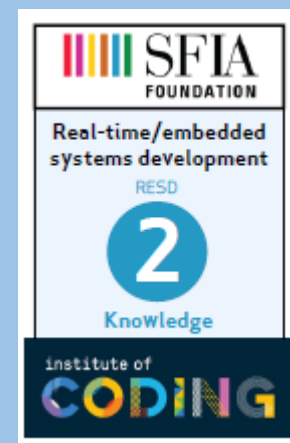 SFIA
FOUNDATION
Real-time/embedded
systems development
RESD
2
Knowledge
institute of
CODING